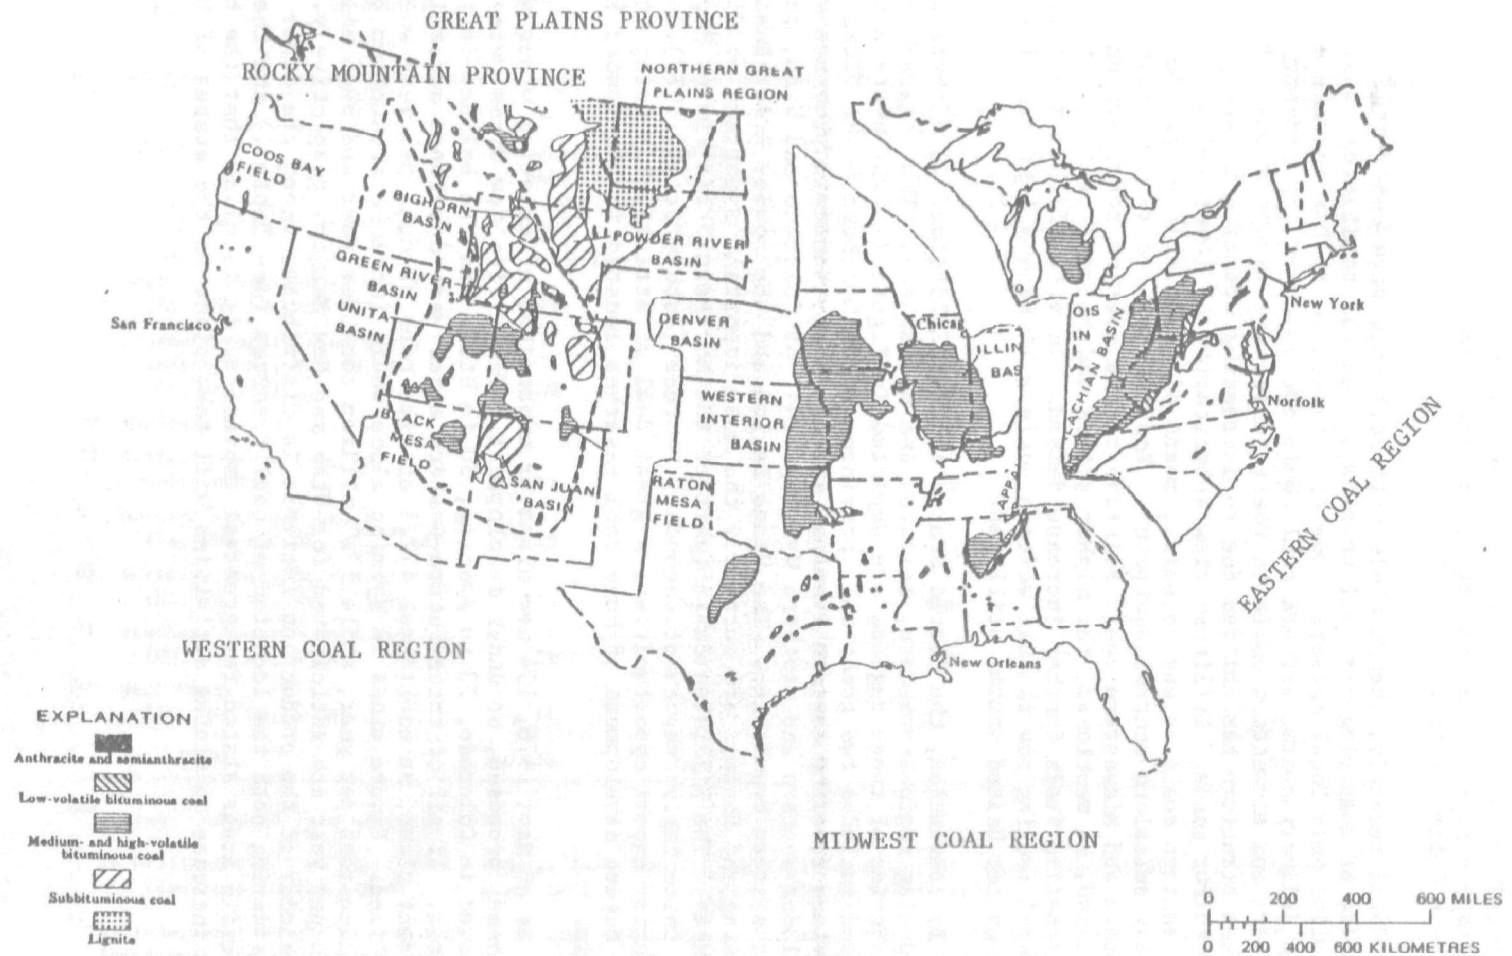 GREAT PLAINS PROVINCE
ROCKY MOUNTAIN PROVINCE
NORTHERN GREAT
PLAINS REGION
COOS BAY
FIELD
BIGHORN
BASIN
POWDER RIVER
BASIN
GREEN RIVER
BASIN
UNITA
BASIN
San Francisco
DENVER
BASIN
Chicag
ILLIN
BAS
OIS
IN
LACHIAN BASIN
APPA
New York
Norfolk
WESTERN
INTERIOR
BASIN
BLACK
MESA
FIELD
SAN JUAN
BASIN
RATON
MESA
FIELD
EASTERN COAL REGION
New Orleans
WESTERN COAL REGION
MIDWEST COAL REGION
EXPLANATION
Anthracite and semianthracite
Low-volatile bituminous coal
Medium- and high-volatile
bituminous coal
Subbituminous coal
Lignite
0 200 400 600 MILES
0 200 400 600 KILOMETRES